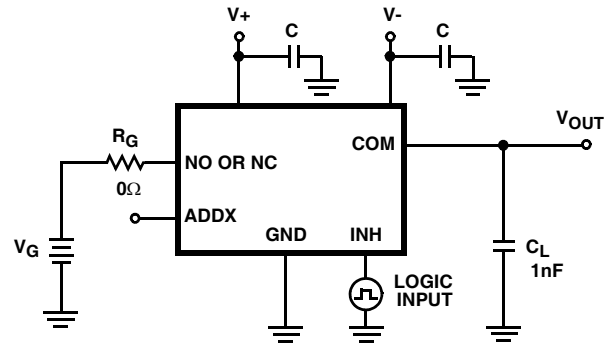 V+
C
V-
C
RG
0Ω
NO OR NC
COM
VOUT
ADDX
VG
GND
INH
LOGIC
INPUT
CL
1nF